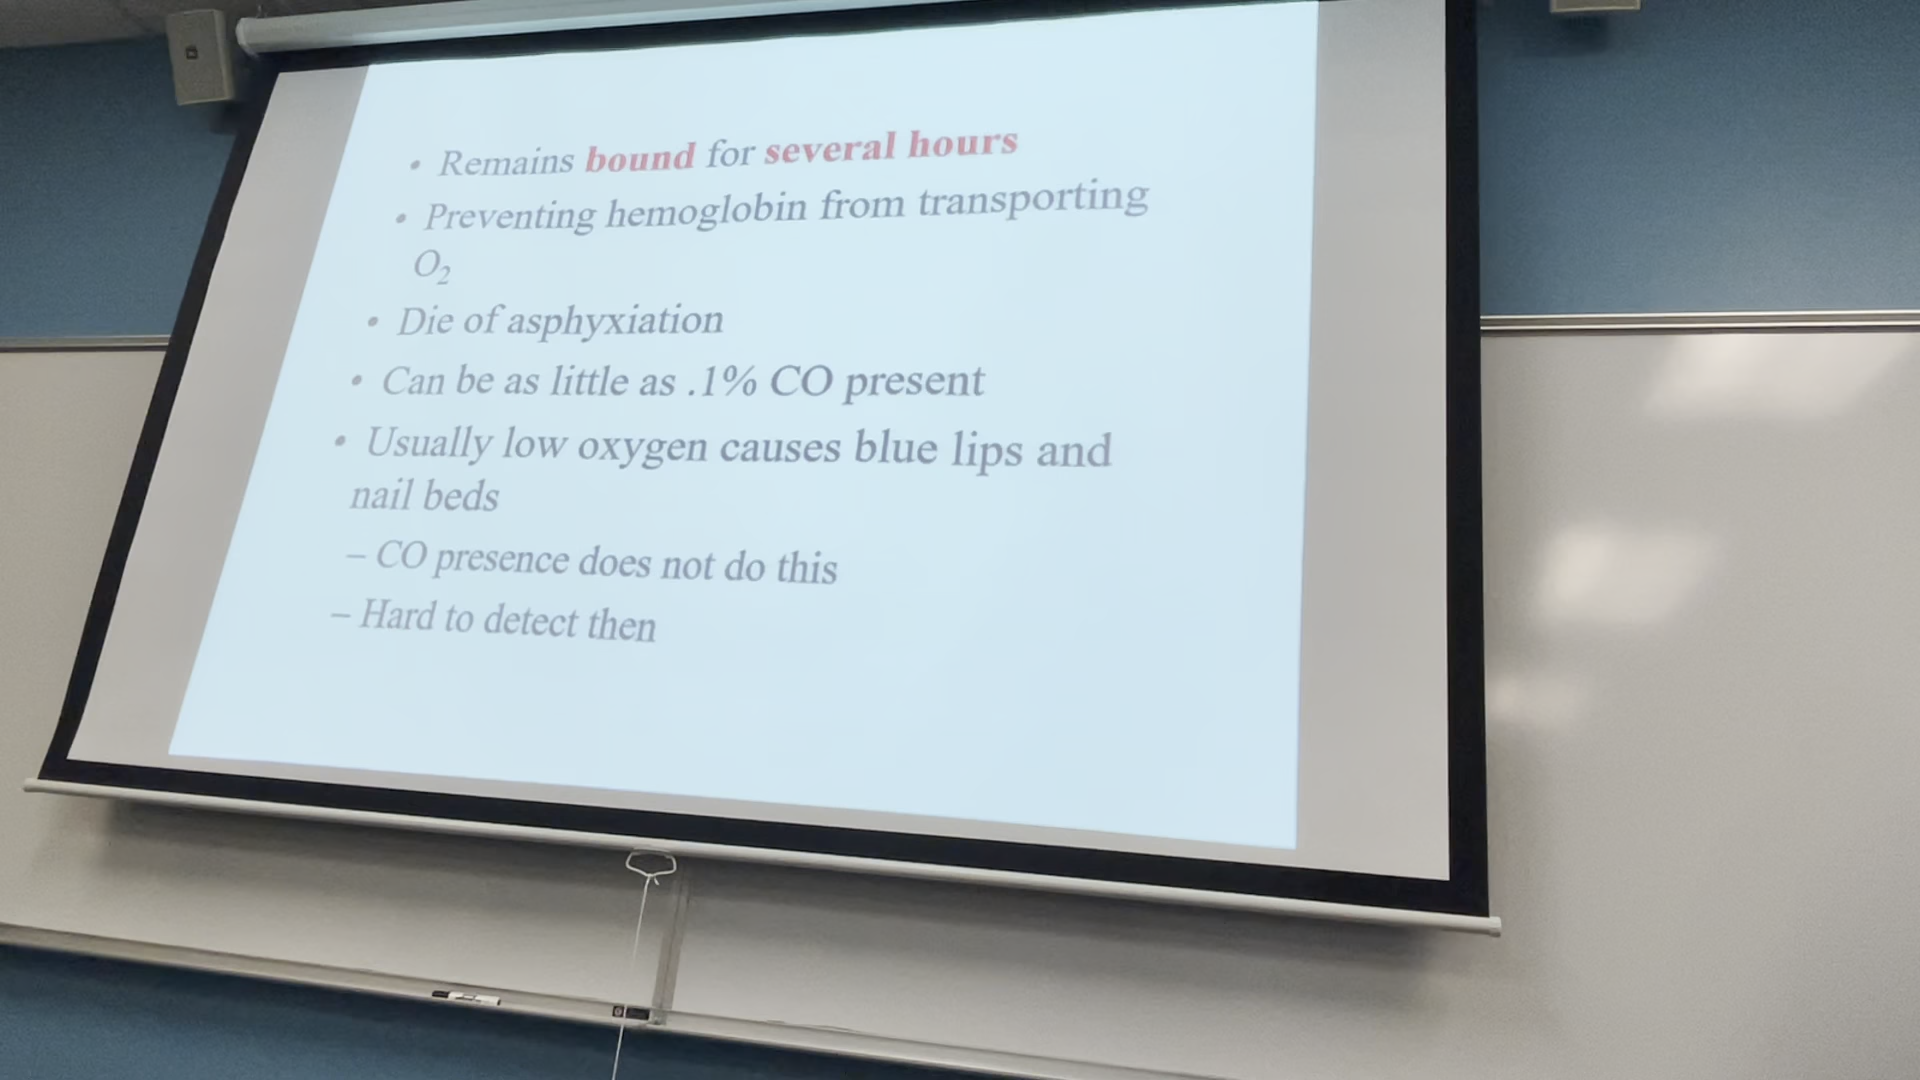 • Remains bound for several hours
• Preventing hemoglobin from transporting
O₂
• Die of asphyxiation
• Can be as little as .1% CO present
• Usually low oxygen causes blue lips and
nail beds
– CO presence does not do this
– Hard to detect then